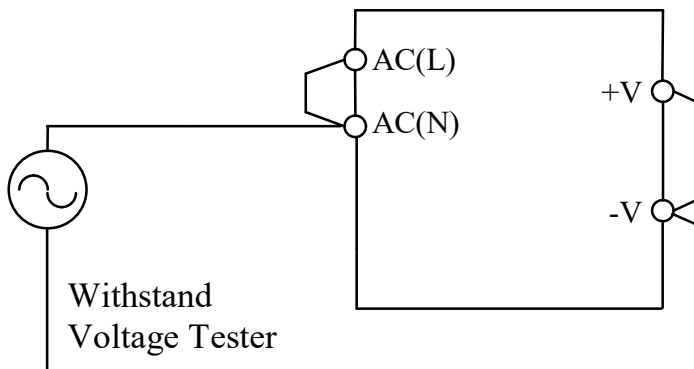 AC(L)
+V
AC(N)
-V
Withstand
Voltage Tester